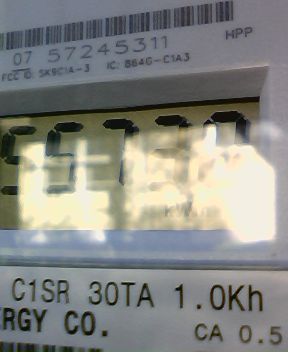 07 57245311
HPP
FCC ID: SK9C1A-3 IC: 864G-C1A3
KWH
C1SR 30TA 1.0Kh
ERGY CO.
CA 0.5